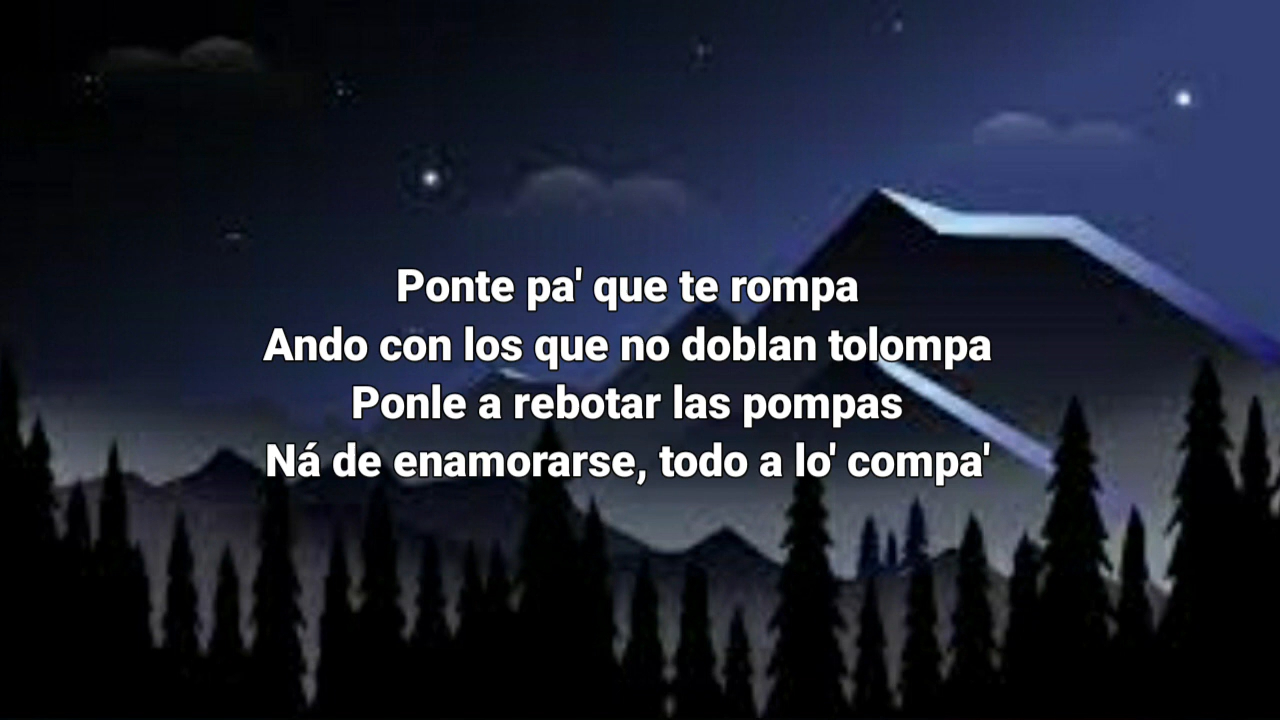 Ponte pa' que te rompa
Ando con los que no doblan tolompa
Ponle a rebotar las pompas
Ná de enamorarse, todo a lo' compa'